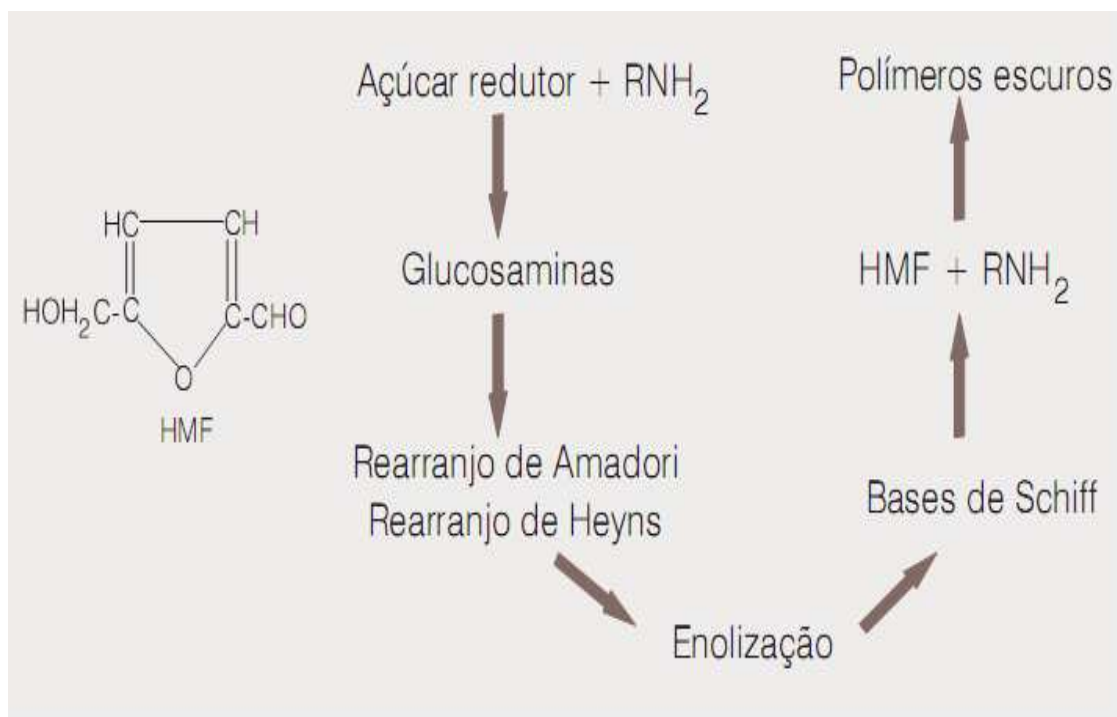 Açúcar redutor + RNH₂
Glucosaminas
Rearranjo de Amadori
Rearranjo de Heyns
Enolização
Bases de Schiff
HMF + RNH₂
Polímeros escuros
HC CH
HOH₂C-C C-CHO
O
HMF